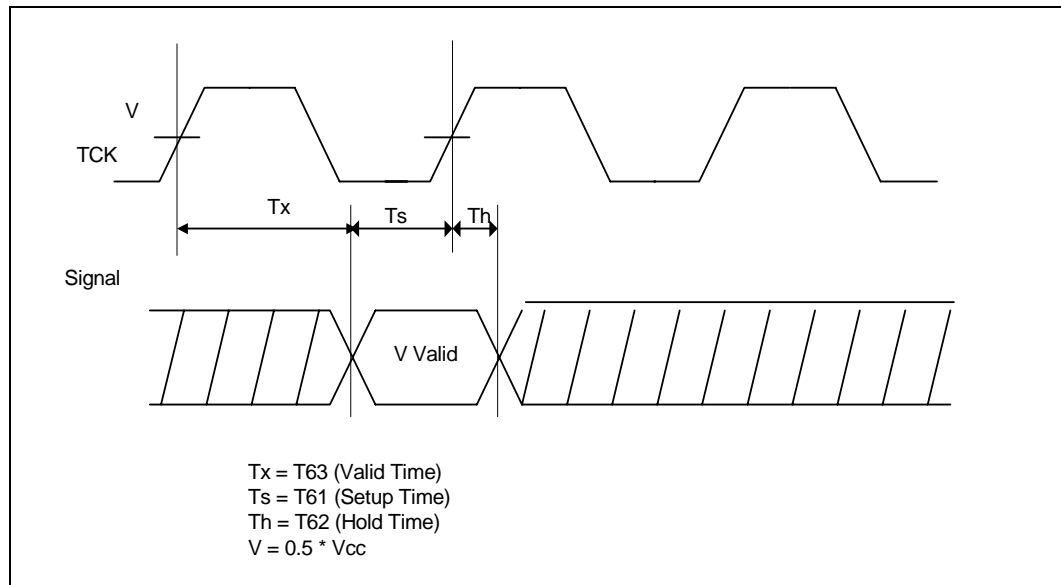 V
TCK
Tx Ts Th
Signal
V Valid
Tx = T63 (Valid Time)
Ts = T61 (Setup Time)
Th = T62 (Hold Time)
V = 0.5 * Vcc